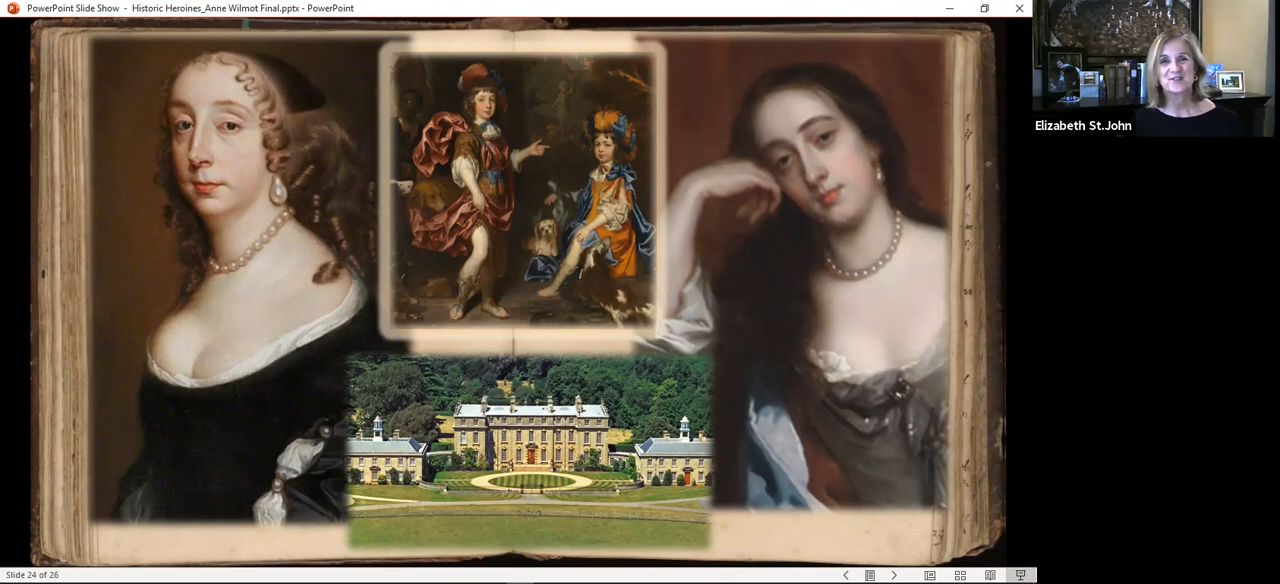 PowerPoint Slide Show - Historic Heroines_Anne Wilmot Final.pptx - PowerPoint
Elizabeth St.John
Slide 24 of 26